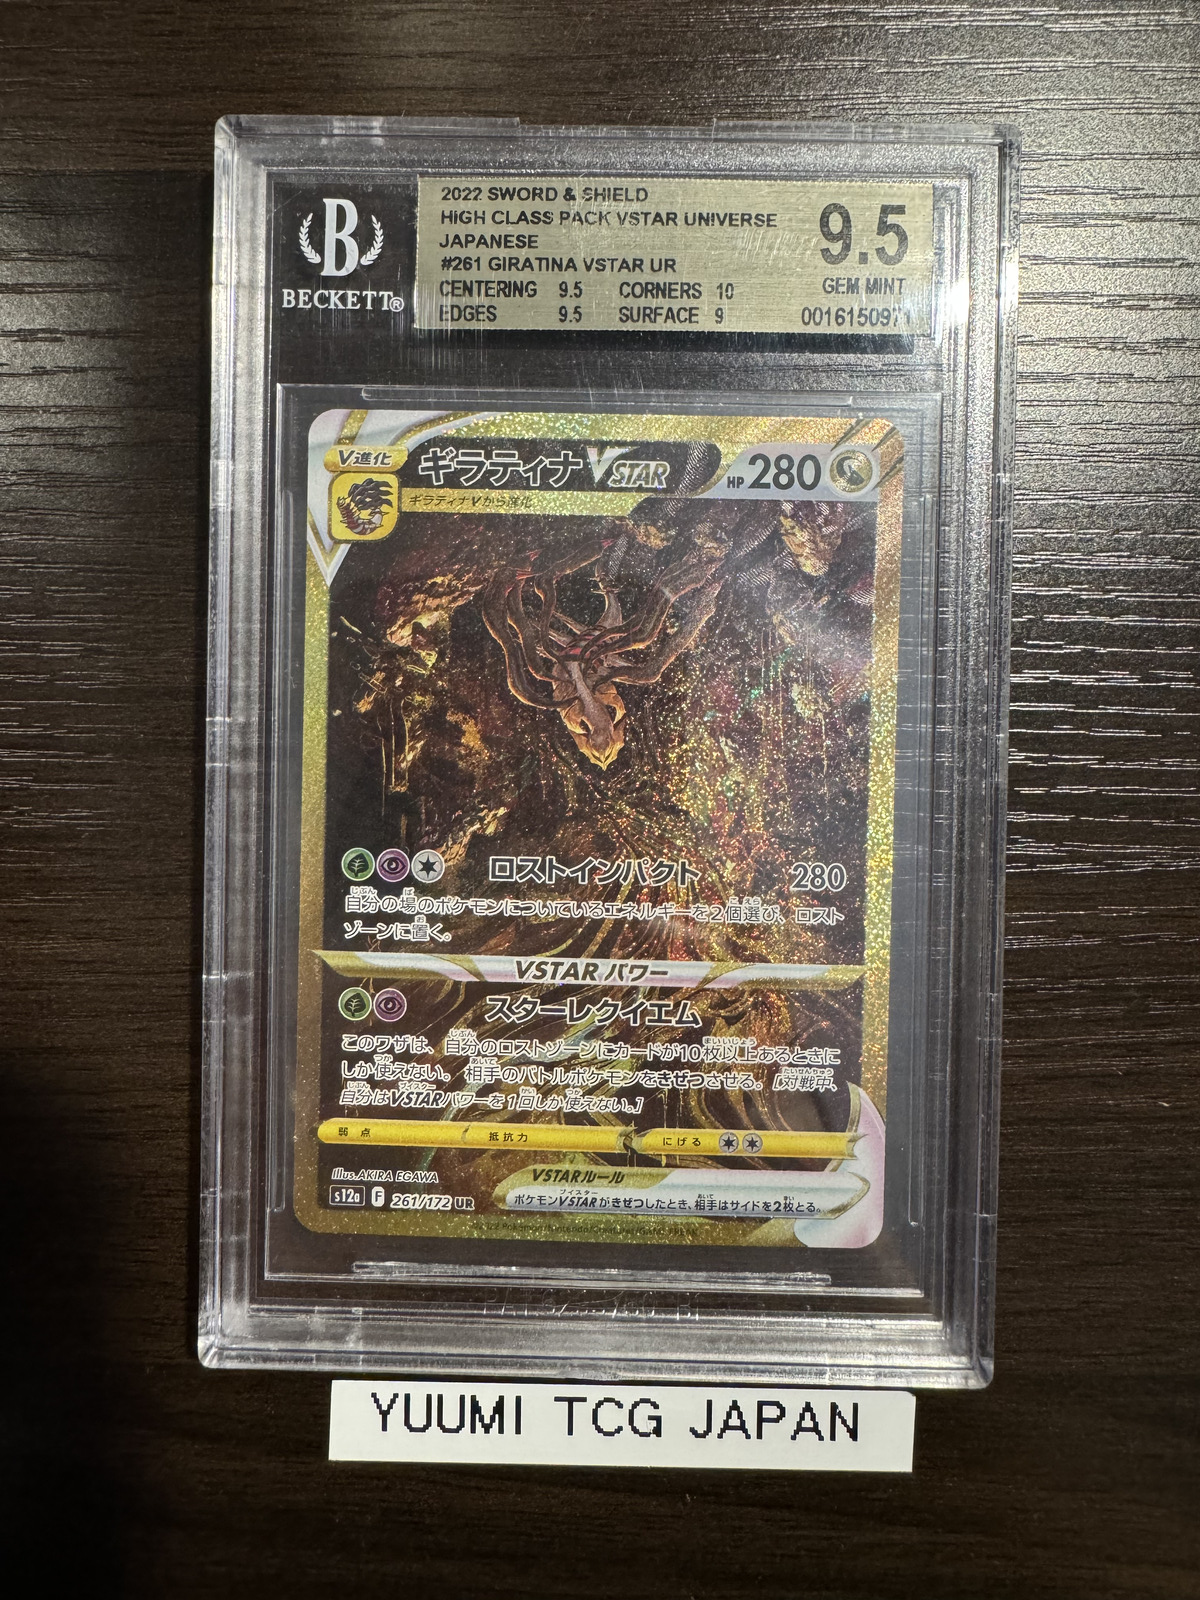 B
BECKETT®
2022 SWORD & SHIELD
HIGH CLASS PACK VSTAR UNIVERSE
JAPANESE
#261 GIRATINA VSTAR UR
CENTERING 9.5 CORNERS 10
EDGES 9.5 SURFACE 9
9.5
GEM MINT
0016150971
V進化
ギラティナVSTAR
HP 280
ギラティナVから進化
ロストインパクト 280
自分の場のポケモンについているエネルギーを2個選び、ロスト
ゾーンに置く。
VSTARパワー
スターレクイエム
このワザは、自分のロストゾーンにカードが10枚以上あるときに
しか使えない。相手のバトルポケモンをきぜつさせる。[対戦中、
自分はVSTARパワーを1回しか使えない。]
弱点 抵抗力 にげる
Illus. AKIRA EGAWA
s12a F 261/172 UR
VSTARルール
ポケモンVSTARがきぜつしたとき、相手はサイドを2枚とる。
YUUMI TCG JAPAN